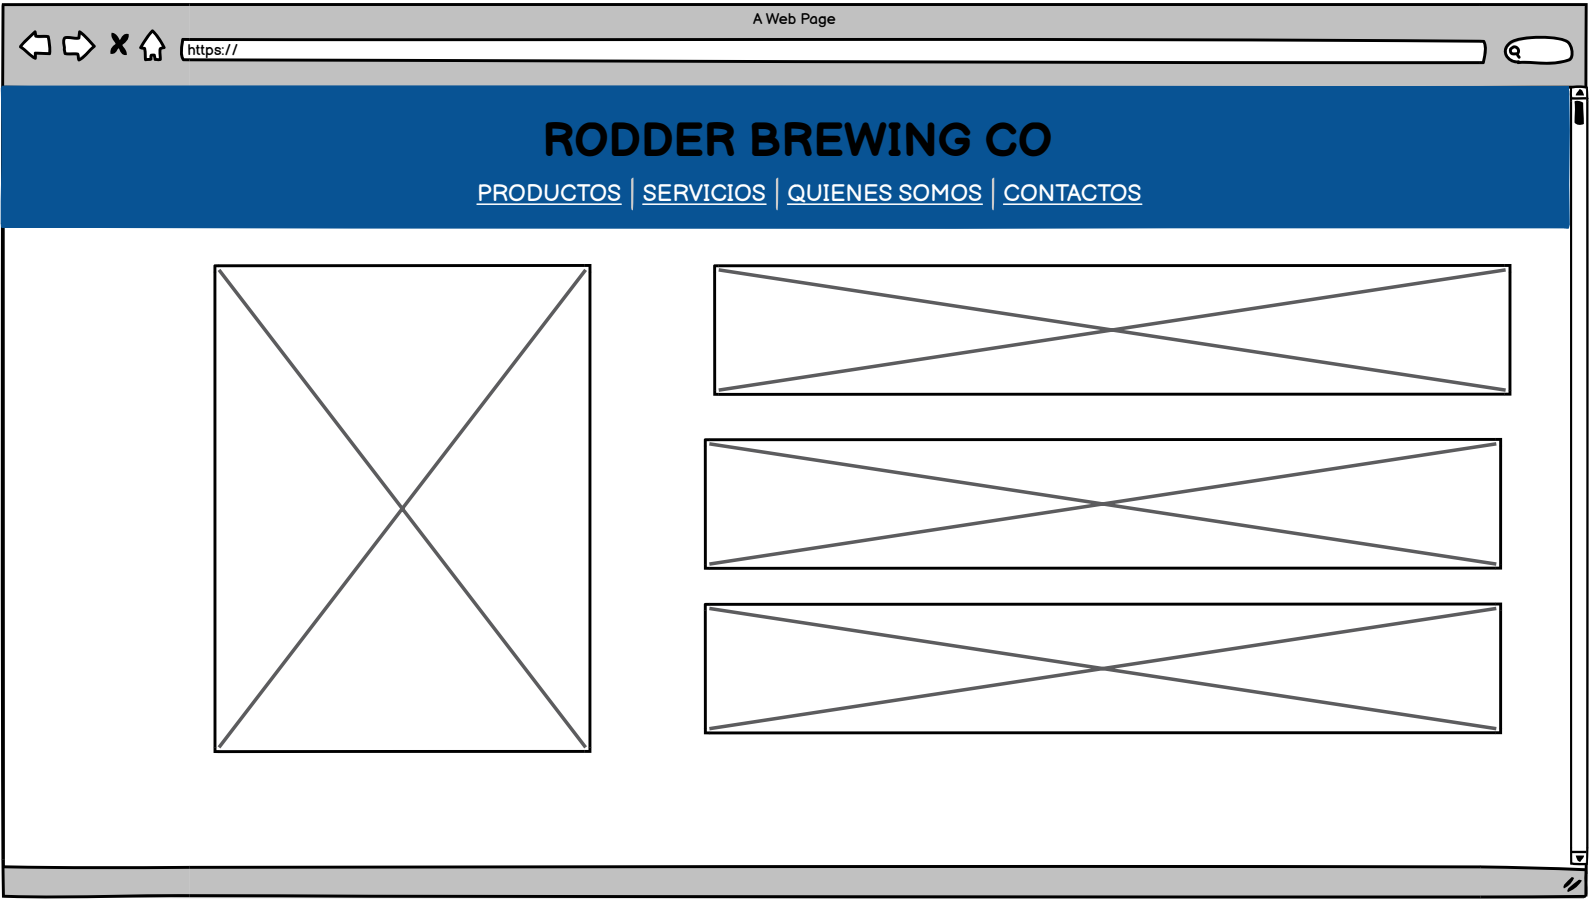 A Web Page
https://
RODDER BREWING CO
PRODUCTOS | SERVICIOS | QUIENES SOMOS | CONTACTOS